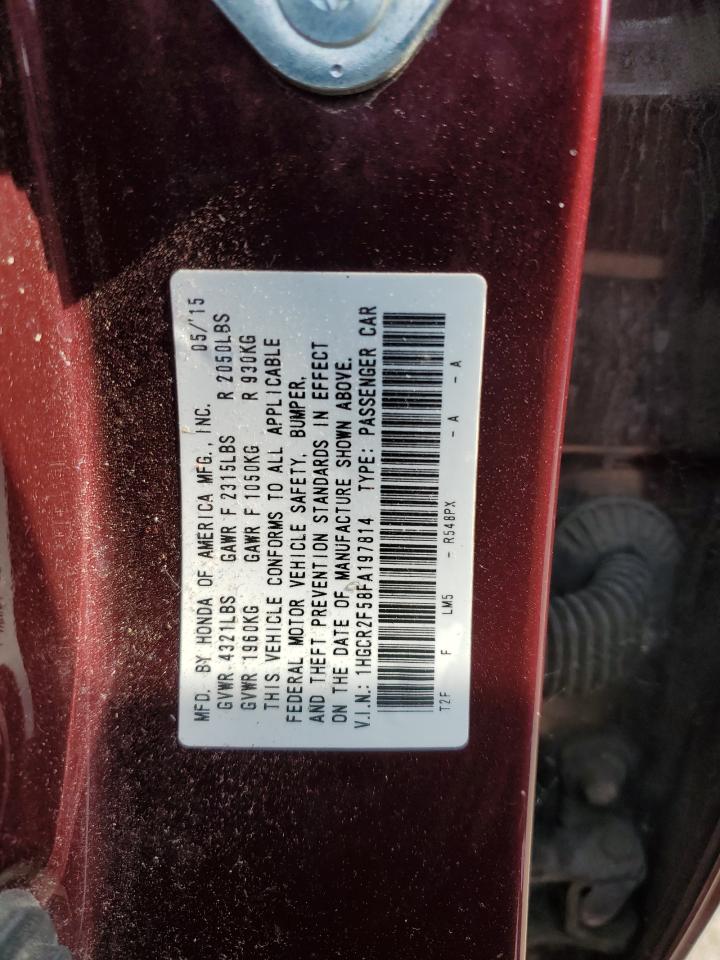 MFD. BY HONDA OF AMERICA MFG., INC. 05/'15
GVWR 4321LBS GAWR F 2315LBS R 2050LBS
GVWR 1960KG GAWR F 1050KG R 930KG
THIS VEHICLE CONFORMS TO ALL APPLICABLE
FEDERAL MOTOR VEHICLE SAFETY, BUMPER,
AND THEFT PREVENTION STANDARDS IN EFFECT
ON THE DATE OF MANUFACTURE SHOWN ABOVE.
V.I.N.: 1HGCR2F58FA197814 TYPE: PASSENGER CAR
F LM5 - R548PX - A - A
T2F